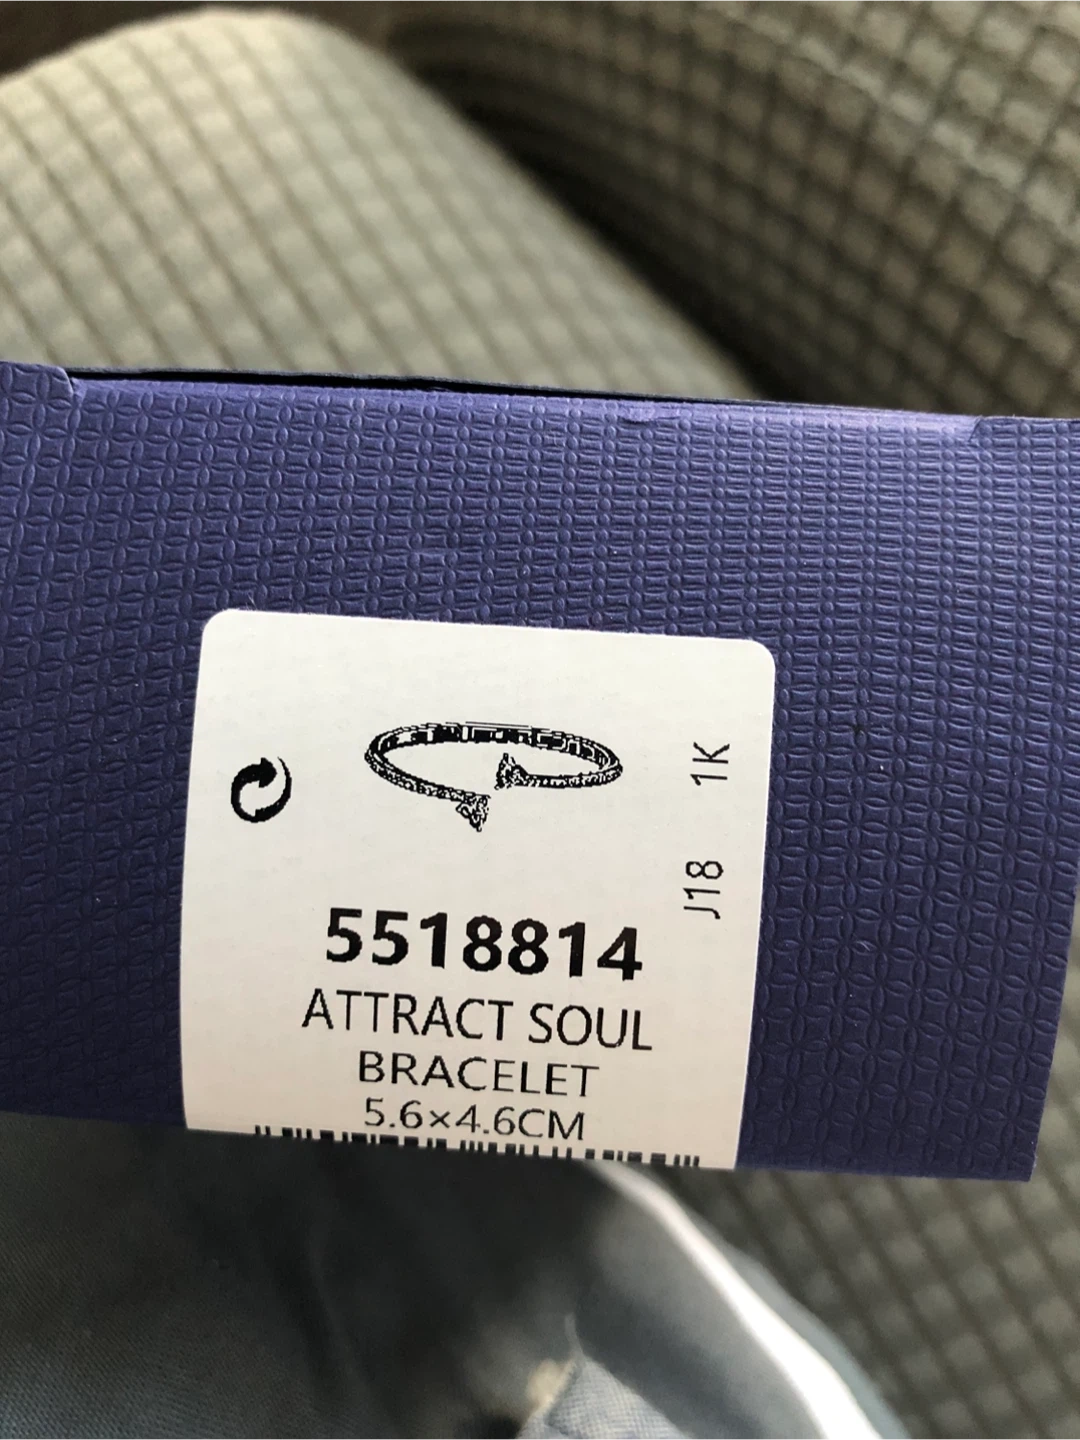 1K
J18
5518814
ATTRACT SOUL
BRACELET
5.6×4.6CM